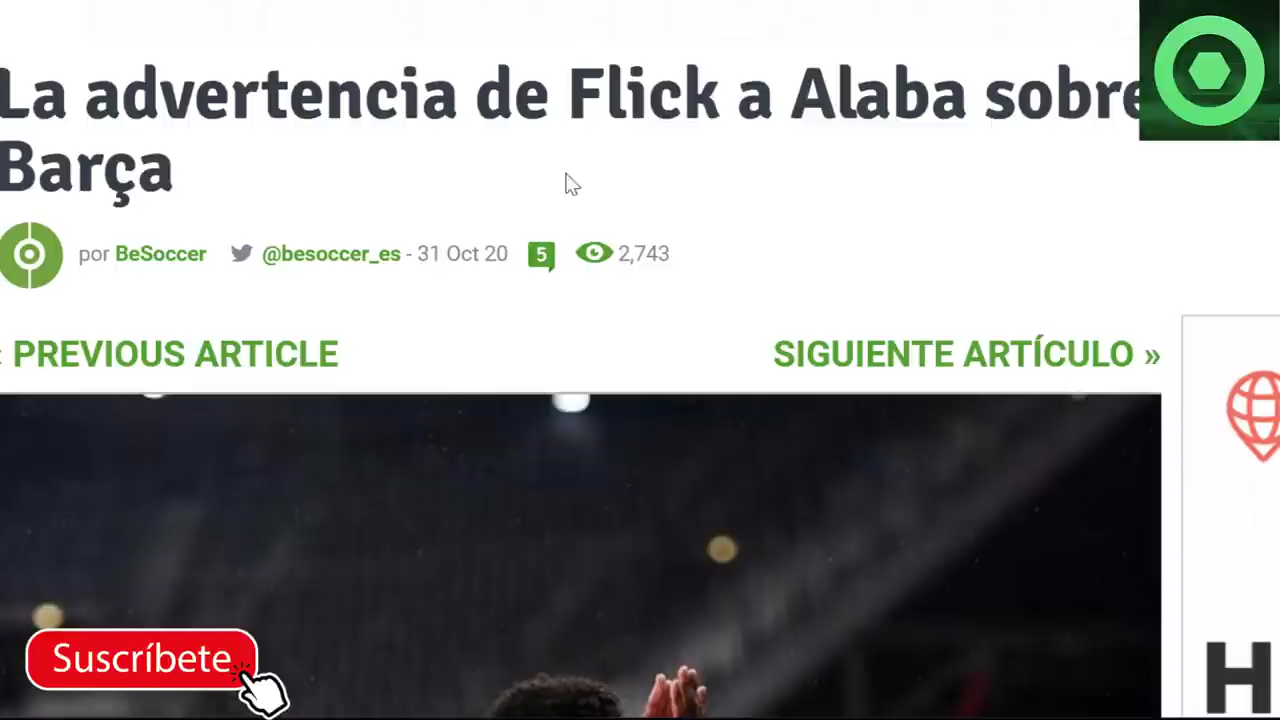 La advertencia de Flick a Alaba sobre
Barça
por BeSoccer @besoccer_es - 31 Oct 20 5 2,743
« PREVIOUS ARTICLE SIGUIENTE ARTÍCULO »
H
Suscríbete